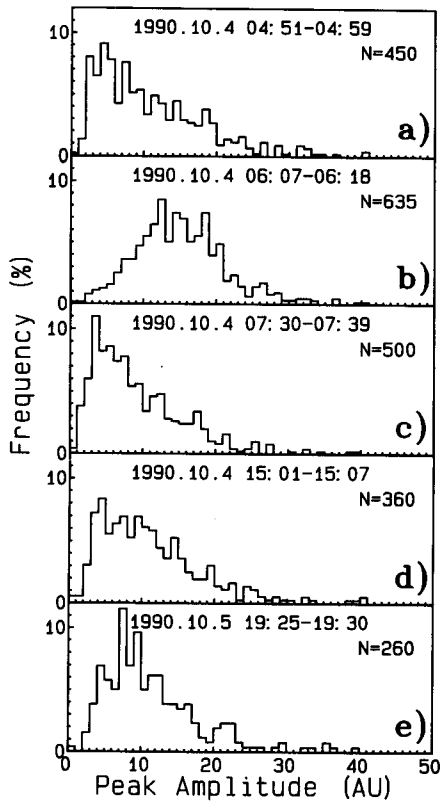 10
1990.10.4 04:51-04:59
N=450
a)
0
10
1990.10.4 06:07-06:18
N=635
b)
0
10
1990.10.4 07:30-07:39
N=500
c)
0
10
1990.10.4 15:01-15:07
N=360
d)
0
10
1990.10.5 19:25-19:30
N=260
e)
0
Frequency (%)
0 10 20 30 40 50
Peak Amplitude (AU)